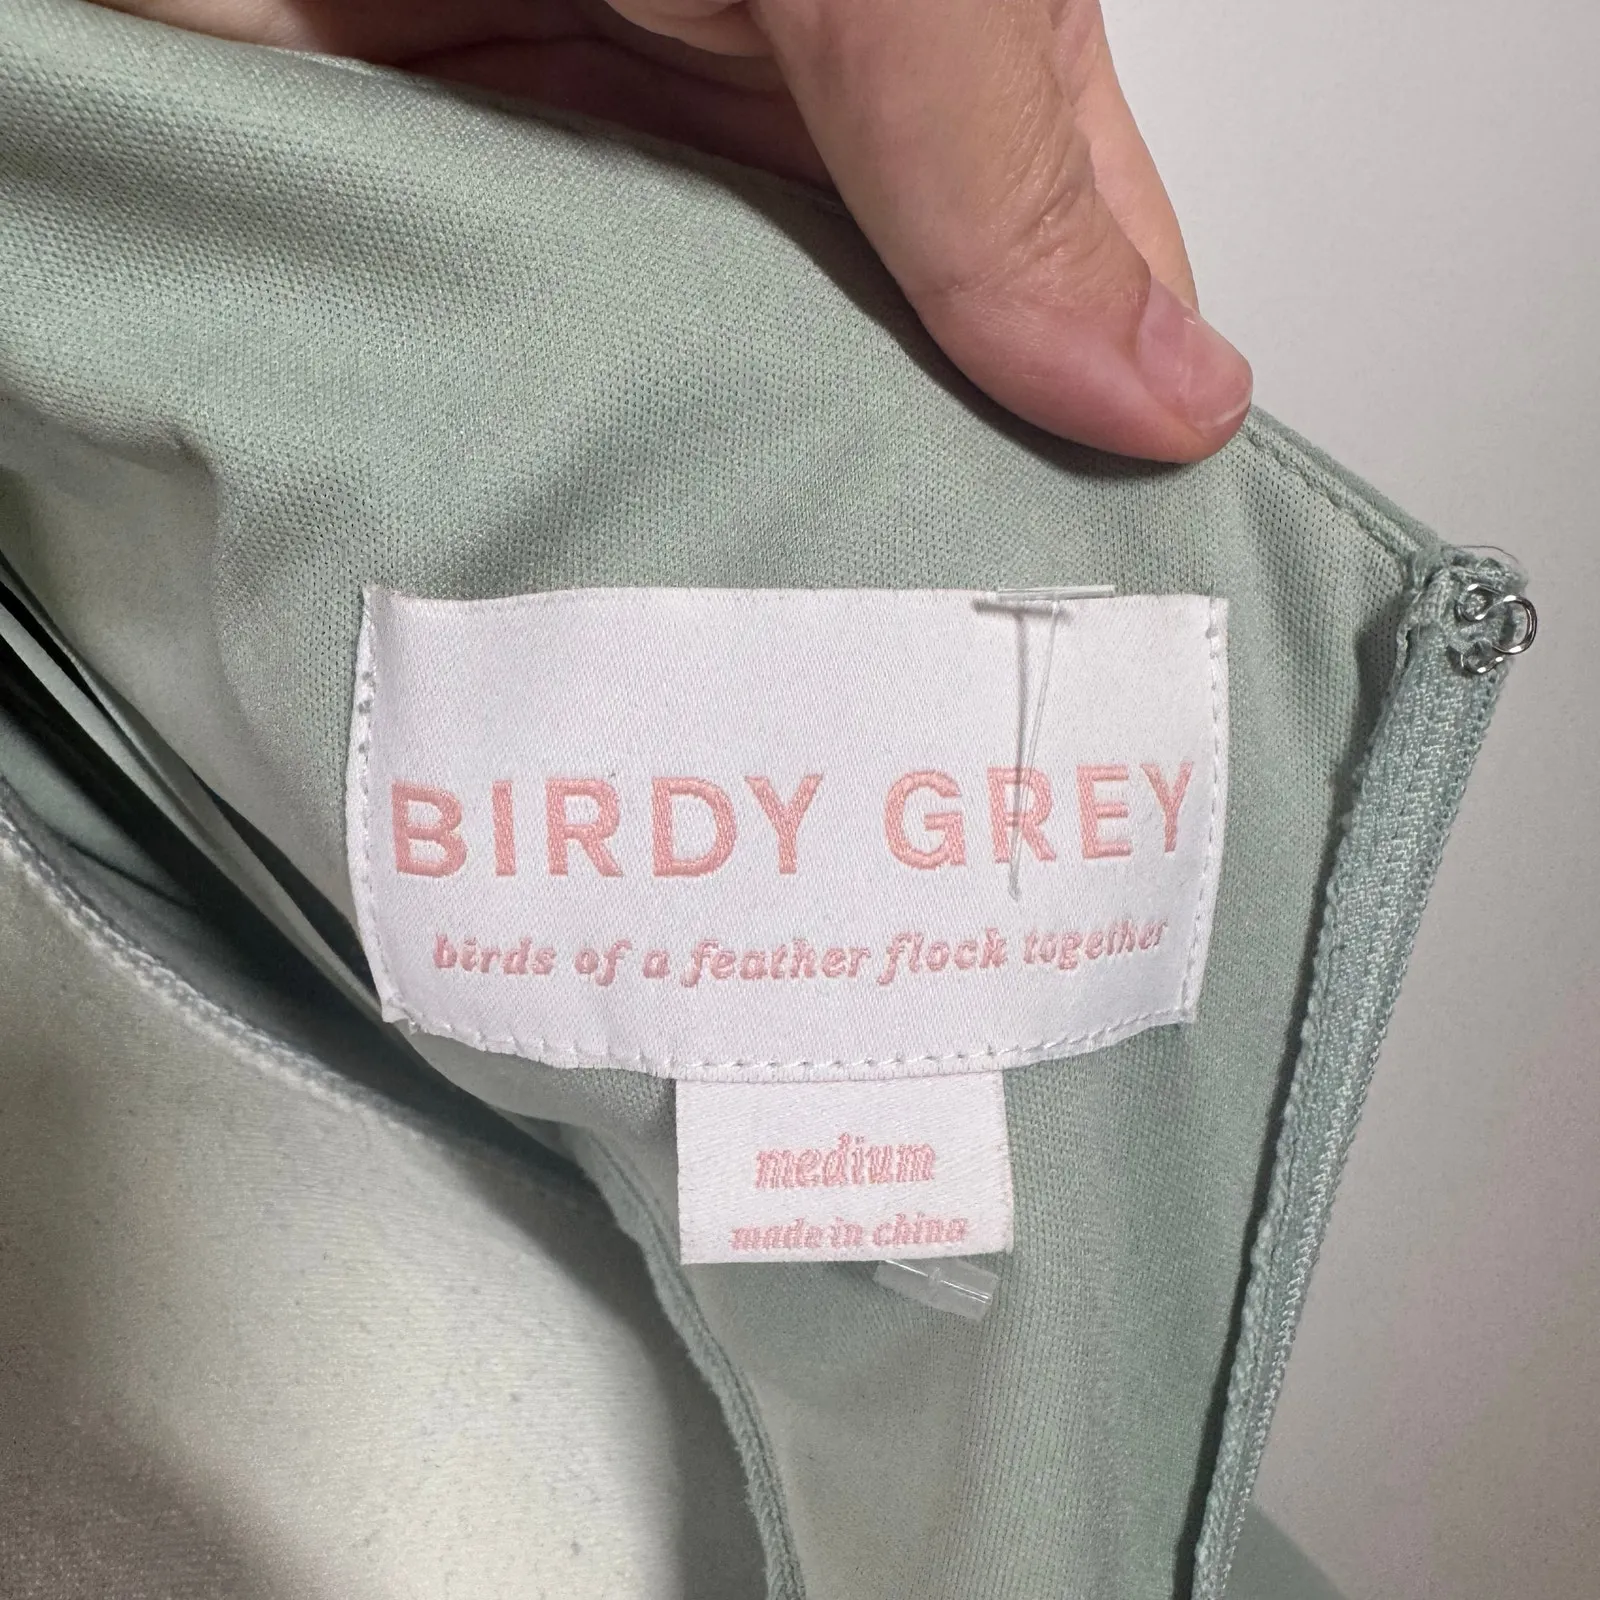 BIRDY GREY
birds of a feather flock together
medium
made in china